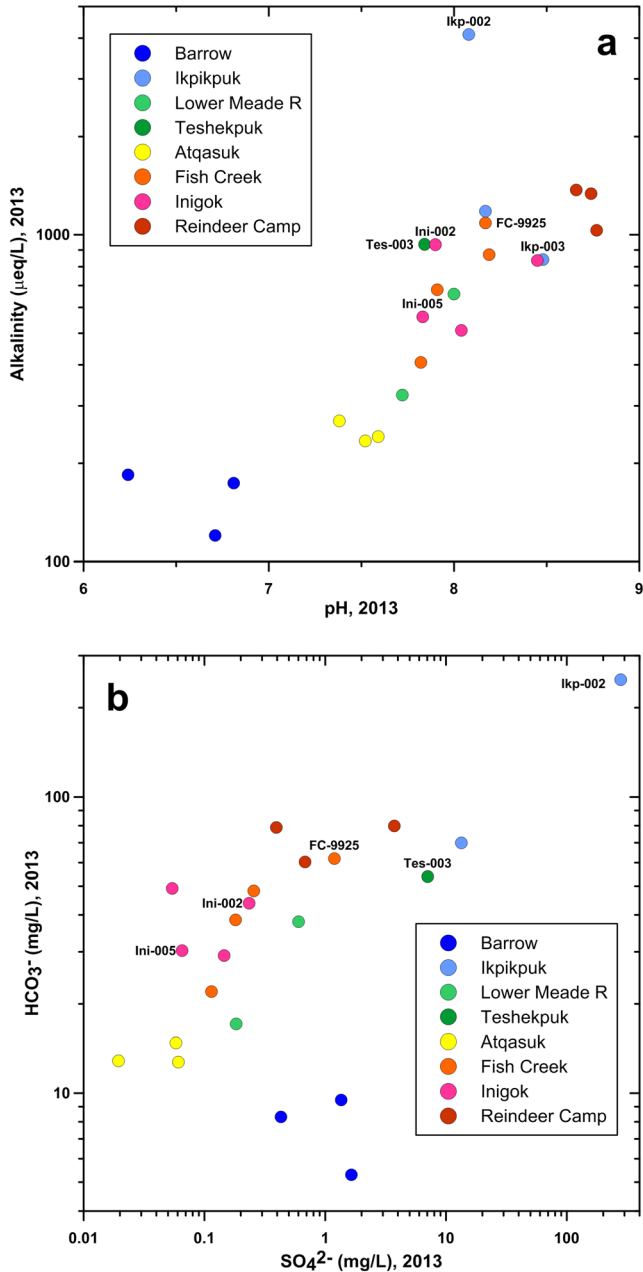 Ikp-002
a
Barrow
Ikpikpuk
Lower Meade R
Teshekpuk
Atqasuk
Fish Creek
Inigok
Reindeer Camp
FC-9925
Ini-002
Tes-003
Ikp-003
Ini-005
1000
100
Alkalinity (µeq/L), 2013
6
7
8
9
pH, 2013
b
Ikp-002
100
FC-9925
Tes-003
Ini-002
Ini-005
Barrow
Ikpikpuk
Lower Meade R
Teshekpuk
Atqasuk
Fish Creek
Inigok
Reindeer Camp
10
HCO3- (mg/L), 2013
0.01
0.1
1
10
100
SO42- (mg/L), 2013